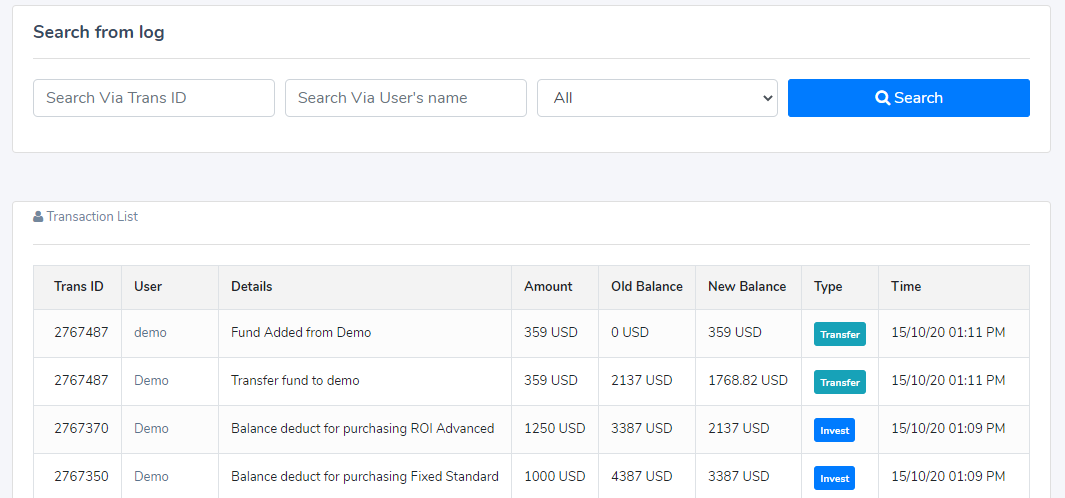 Search from log
Search Via Trans ID Search Via User's name All Search
Transaction List
Trans ID User Details Amount Old Balance New Balance Type Time
2767487 demo Fund Added from Demo 359 USD 0 USD 359 USD Transfer 15/10/20 01:11 PM
2767487 Demo Transfer fund to demo 359 USD 2137 USD 1768.82 USD Transfer 15/10/20 01:11 PM
2767370 Demo Balance deduct for purchasing ROI Advanced 1250 USD 3387 USD 2137 USD Invest 15/10/20 01:09 PM
2767350 Demo Balance deduct for purchasing Fixed Standard 1000 USD 4387 USD 3387 USD Invest 15/10/20 01:09 PM